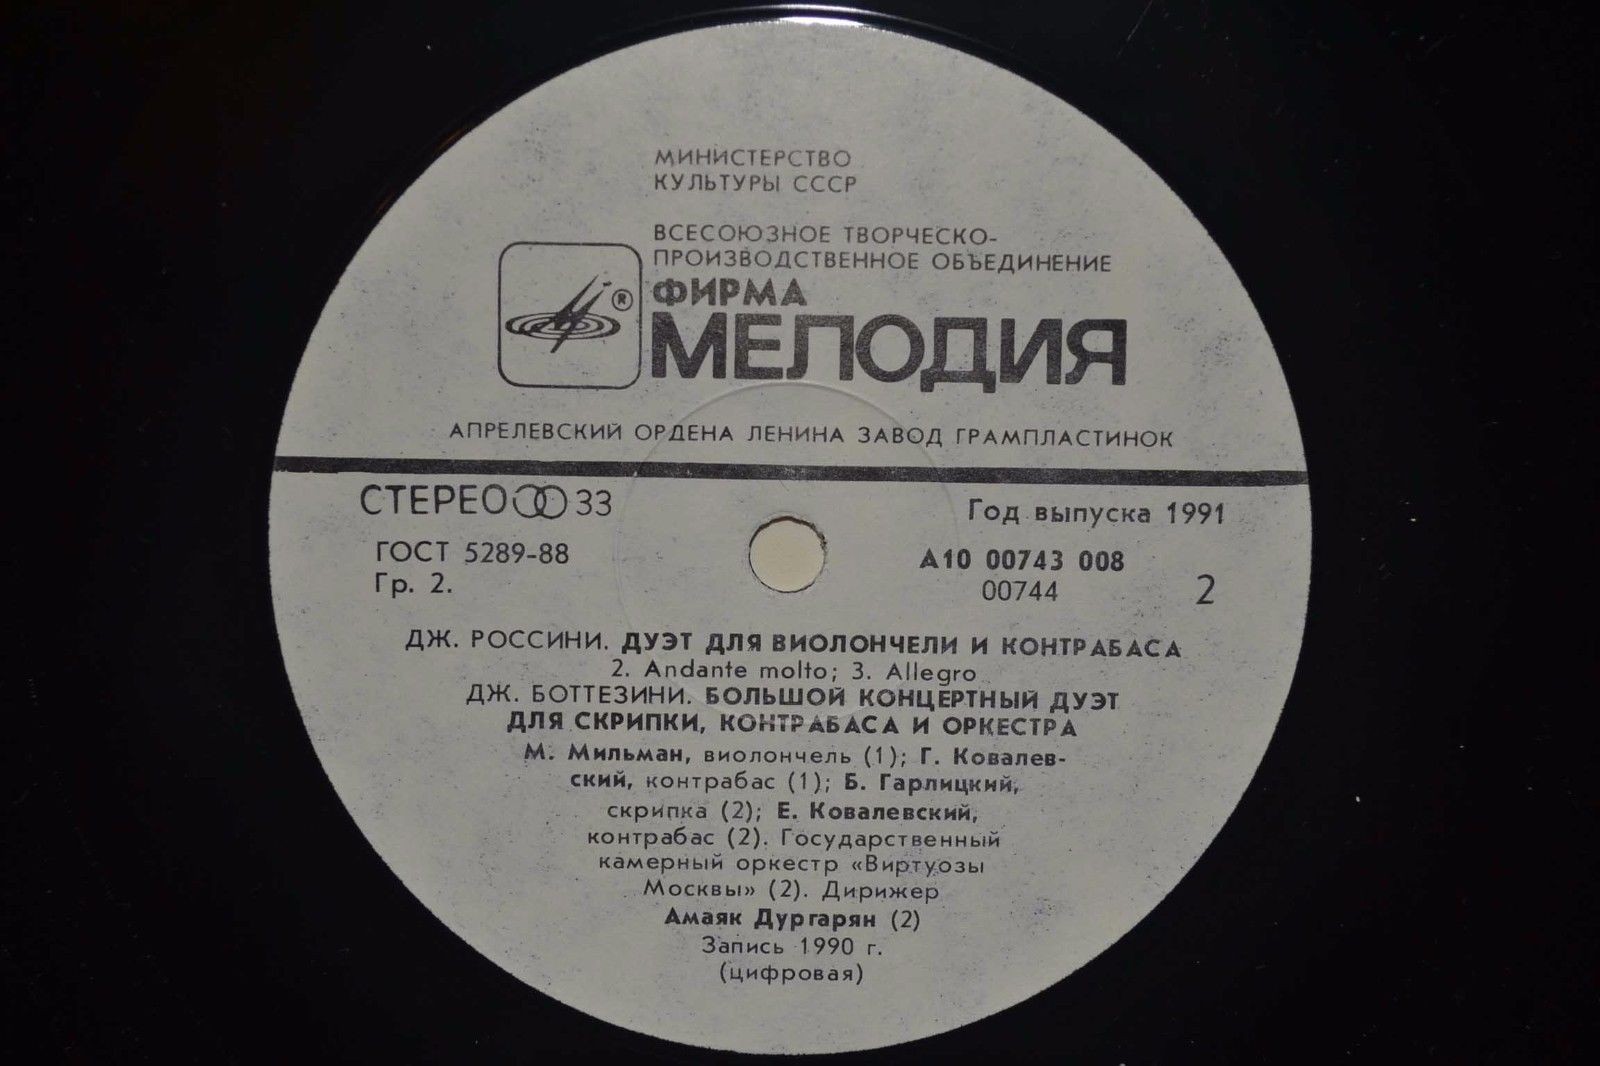 МИНИСТЕРСТВО
КУЛЬТУРЫ СССР
ВСЕСОЮЗНОЕ ТВОРЧЕСКО-
ПРОИЗВОДСТВЕННОЕ ОБЪЕДИНЕНИЕ
®
ФИРМА
МЕЛОДИЯ
АПРЕЛЕВСКИЙ ОРДЕНА ЛЕНИНА ЗАВОД ГРАМПЛАСТИНОК
СТЕРЕО 33
Год выпуска 1991
ГОСТ 5289-88
А10 00743 008
Гр. 2.
00744
2
ДЖ. РОССИНИ. ДУЭТ ДЛЯ ВИОЛОНЧЕЛИ И КОНТРАБАСА
2. Andante molto; 3. Allegro
ДЖ. БОТТЕЗИНИ. БОЛЬШОЙ КОНЦЕРТНЫЙ ДУЭТ
ДЛЯ СКРИПКИ, КОНТРАБАСА И ОРКЕСТРА
М. Мильман, виолончель (1); Г. Ковалев-
ский, контрабас (1); Б. Гарлицкий,
скрипка (2); Е. Ковалевский,
контрабас (2). Государственный
камерный оркестр «Виртуозы
Москвы» (2). Дирижер
Амаяк Дургарян (2)
Запись 1990 г.
(цифровая)